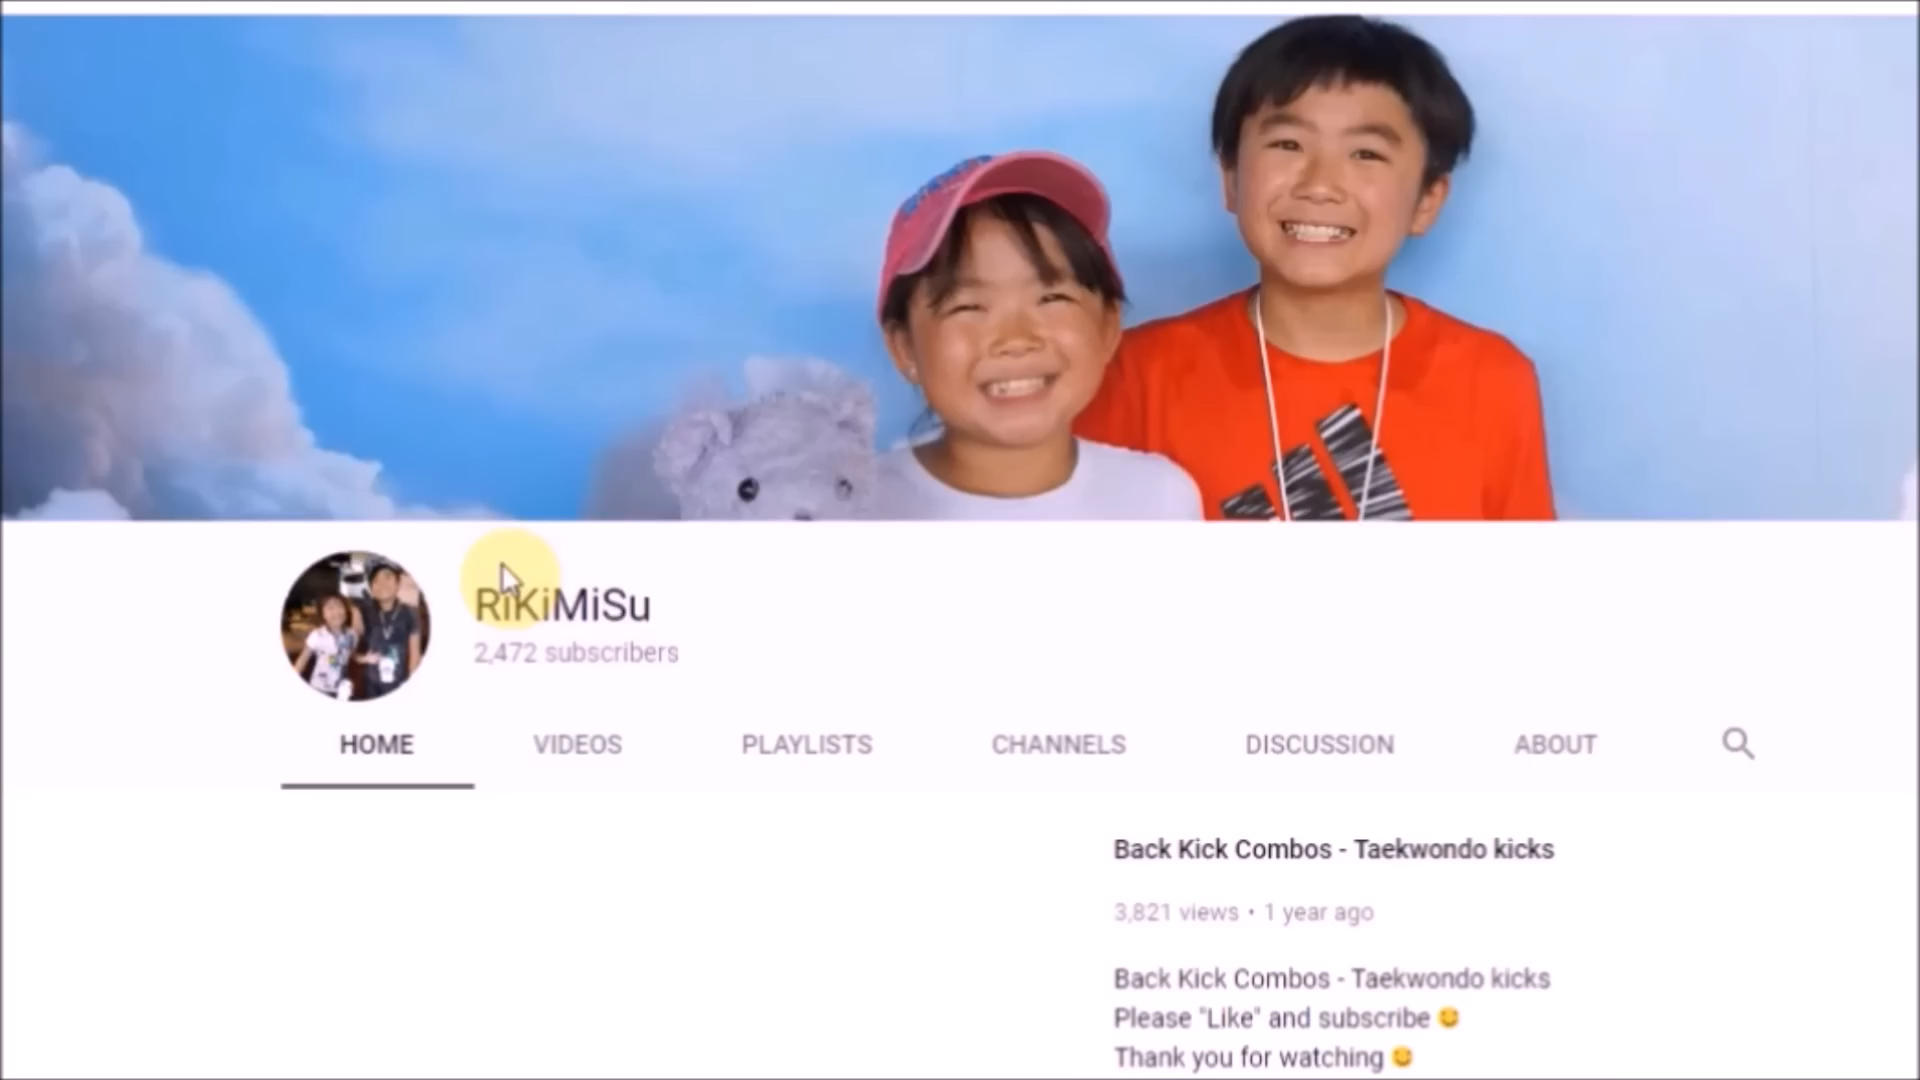 RiKiMiSu
2,472 subscribers
HOME VIDEOS PLAYLISTS CHANNELS DISCUSSION ABOUT
Back Kick Combos - Taekwondo kicks
3,821 views • 1 year ago
Back Kick Combos - Taekwondo kicks
Please "Like" and subscribe 🙂
Thank you for watching 🙂